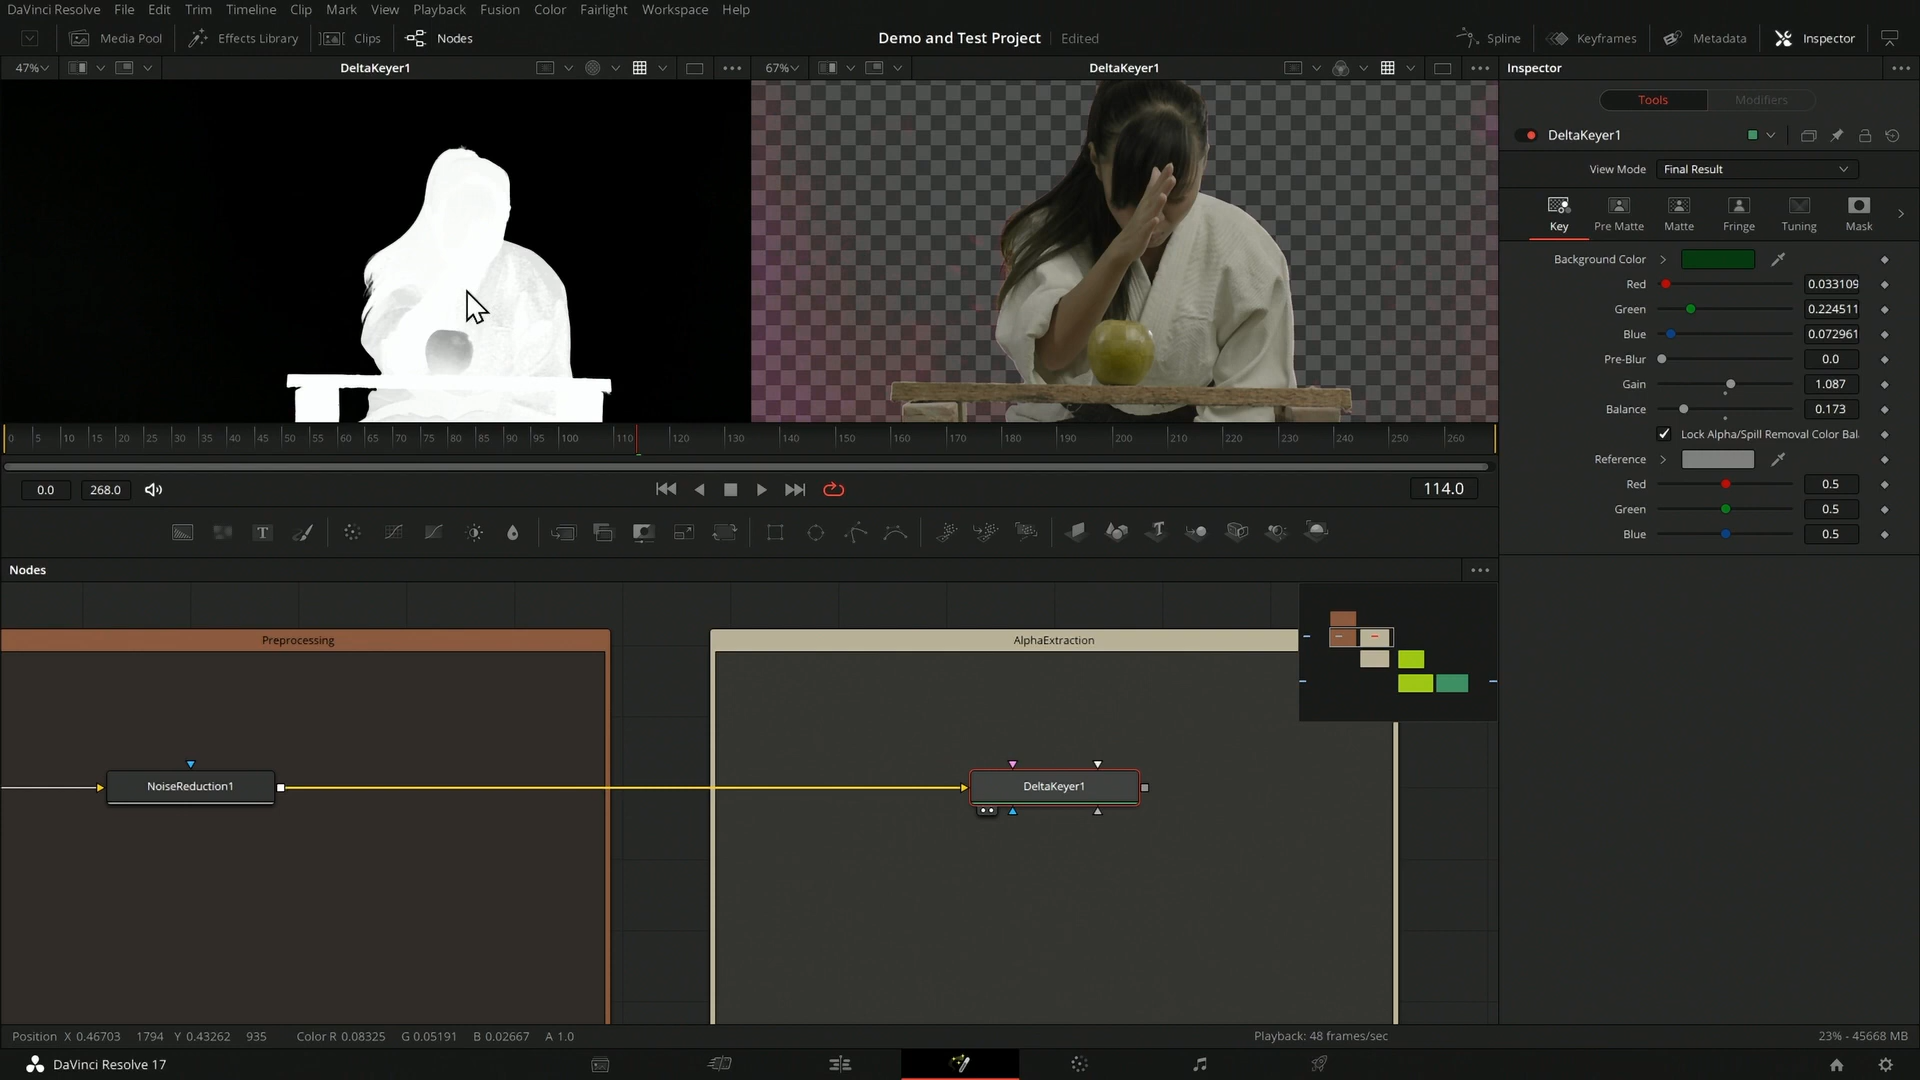 DaVinci Resolve File Edit Trim Timeline Clip Mark View Playback Fusion Color Fairlight Workspace Help
Media Pool Effects Library Clips Nodes Demo and Test Project Edited Spline Keyframes Metadata Inspector
47% DeltaKeyer1 67% DeltaKeyer1 Inspector
Tools Modifiers
DeltaKeyer1
View Mode Final Result
Key Pre Matte Matte Fringe Tuning Mask
Background Color
Red 0.033109
Green 0.224511
Blue 0.072961
Pre-Blur 0.0
Gain 1.087
Balance 0.173
Lock Alpha/Spill Removal Color Bal
Reference
Red 0.5
Green 0.5
Blue 0.5
0 5 10 15 20 25 30 35 40 45 50 55 60 65 70 75 80 85 90 95 100 110 120 130 140 150 160 170 180 190 200 210 220 230 240 250 260
0.0 268.0 114.0
Nodes
Preprocessing AlphaExtraction
NoiseReduction1 DeltaKeyer1
Position X 0.46703 1794 Y 0.43262 935 Color R 0.08325 G 0.05191 B 0.02667 A 1.0 Playback: 48 frames/sec 23% - 45668 MB
DaVinci Resolve 17